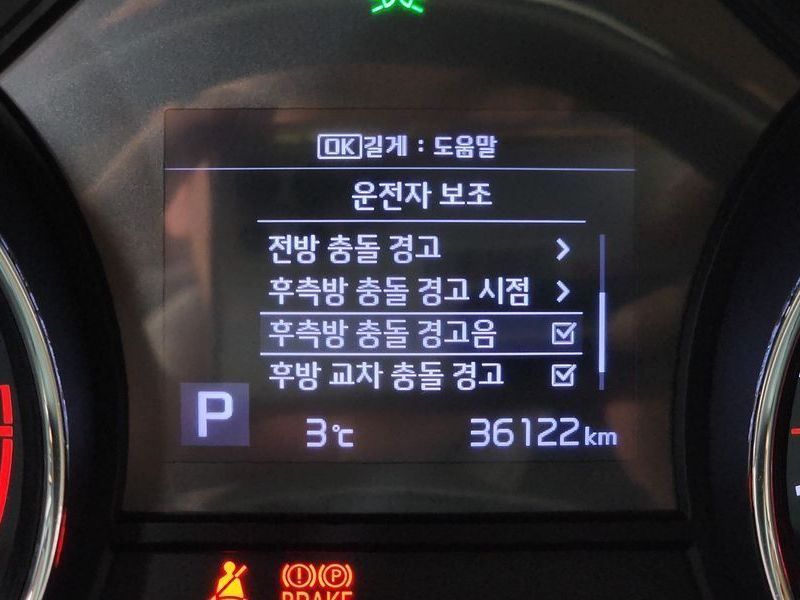 OK길게 : 도움말
운전자 보조
전방 충돌 경고
후측방 충돌 경고 시점
후측방 충돌 경고음
후방 교차 충돌 경고
P 3℃ 36122km
(!) (P)
BRAKE